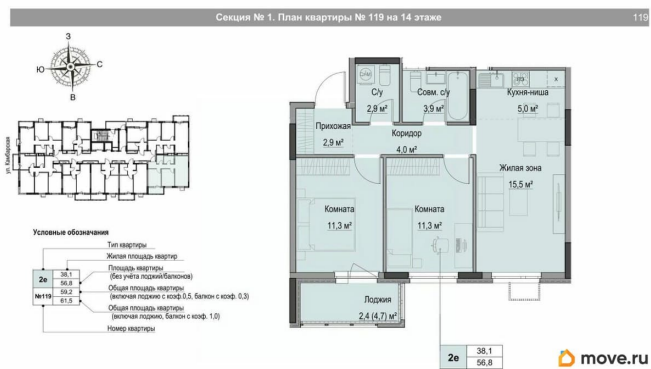 Секция № 1. План квартиры № 119 на 14 этаже
119
З
Ю
С
В
ул. Камбарская
С/у
2,9 м²
Совм. с/у
3,9 м²
Кухня-ниша
5,0 м²
Прихожая
2,9 м²
Коридор
4,0 м²
Жилая зона
15,5 м²
Комната
11,3 м²
Комната
11,3 м²
Лоджия
2,4 (4,7) м²
Условные обозначания
Тип квартиры
Жилая площадь квартир
Площадь квартиры
(без учёта лоджий/балконов)
Общая площадь квартиры
(включая лоджию с коэф.0,5, балкон с коэф. 0,3)
Общая площадь квартиры
(включая лоджию, балкон с коэф. 1,0)
Номер квартиры
2е
38,1
56,8
№119
59,2
61,5
2е
38,1
56,8
move.ru